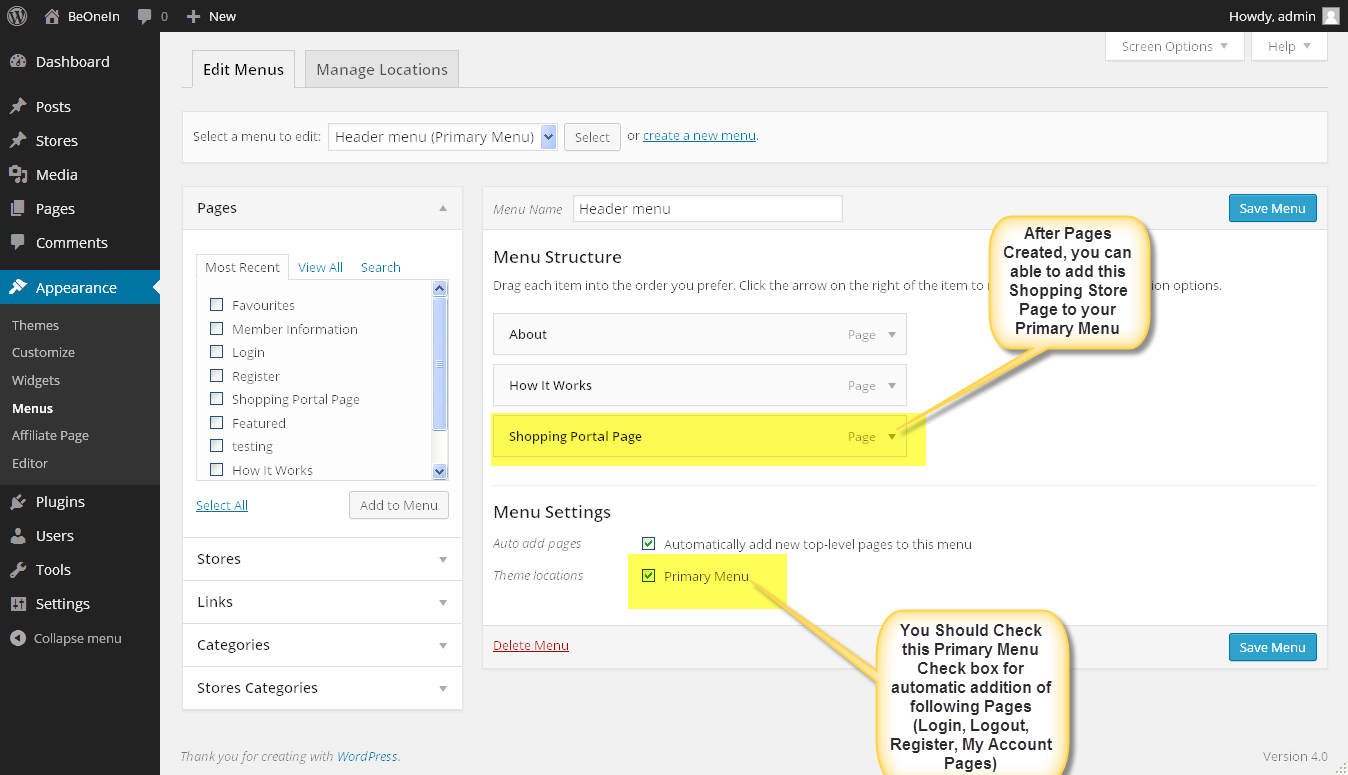 BeOneIn 0 New Howdy, admin
Screen Options Help
Dashboard
Posts
Stores
Media
Pages
Comments
Appearance
Themes
Customize
Widgets
Menus
Affiliate Page
Editor
Plugins
Users
Tools
Settings
Collapse menu
Edit Menus Manage Locations
Select a menu to edit: Header menu (Primary Menu) Select or create a new menu.
Pages
Most Recent View All Search
Favourites
Member Information
Login
Register
Shopping Portal Page
Featured
testing
How It Works
Select All Add to Menu
Stores
Links
Categories
Stores Categories
Menu Name Header menu Save Menu
Menu Structure
Drag each item into the order you prefer. Click the arrow on the right of the item to options.
About Page
How It Works Page
Shopping Portal Page Page
After Pages
Created, you can
able to add this
Shopping Store
Page to your
Primary Menu
Menu Settings
Auto add pages Automatically add new top-level pages to this menu
Theme locations Primary Menu
Delete Menu Save Menu
You Should Check
this Primary Menu
Check box for
automatic addition of
following Pages
(Login, Logout,
Register, My Account
Pages)
Thank you for creating with WordPress. Version 4.0